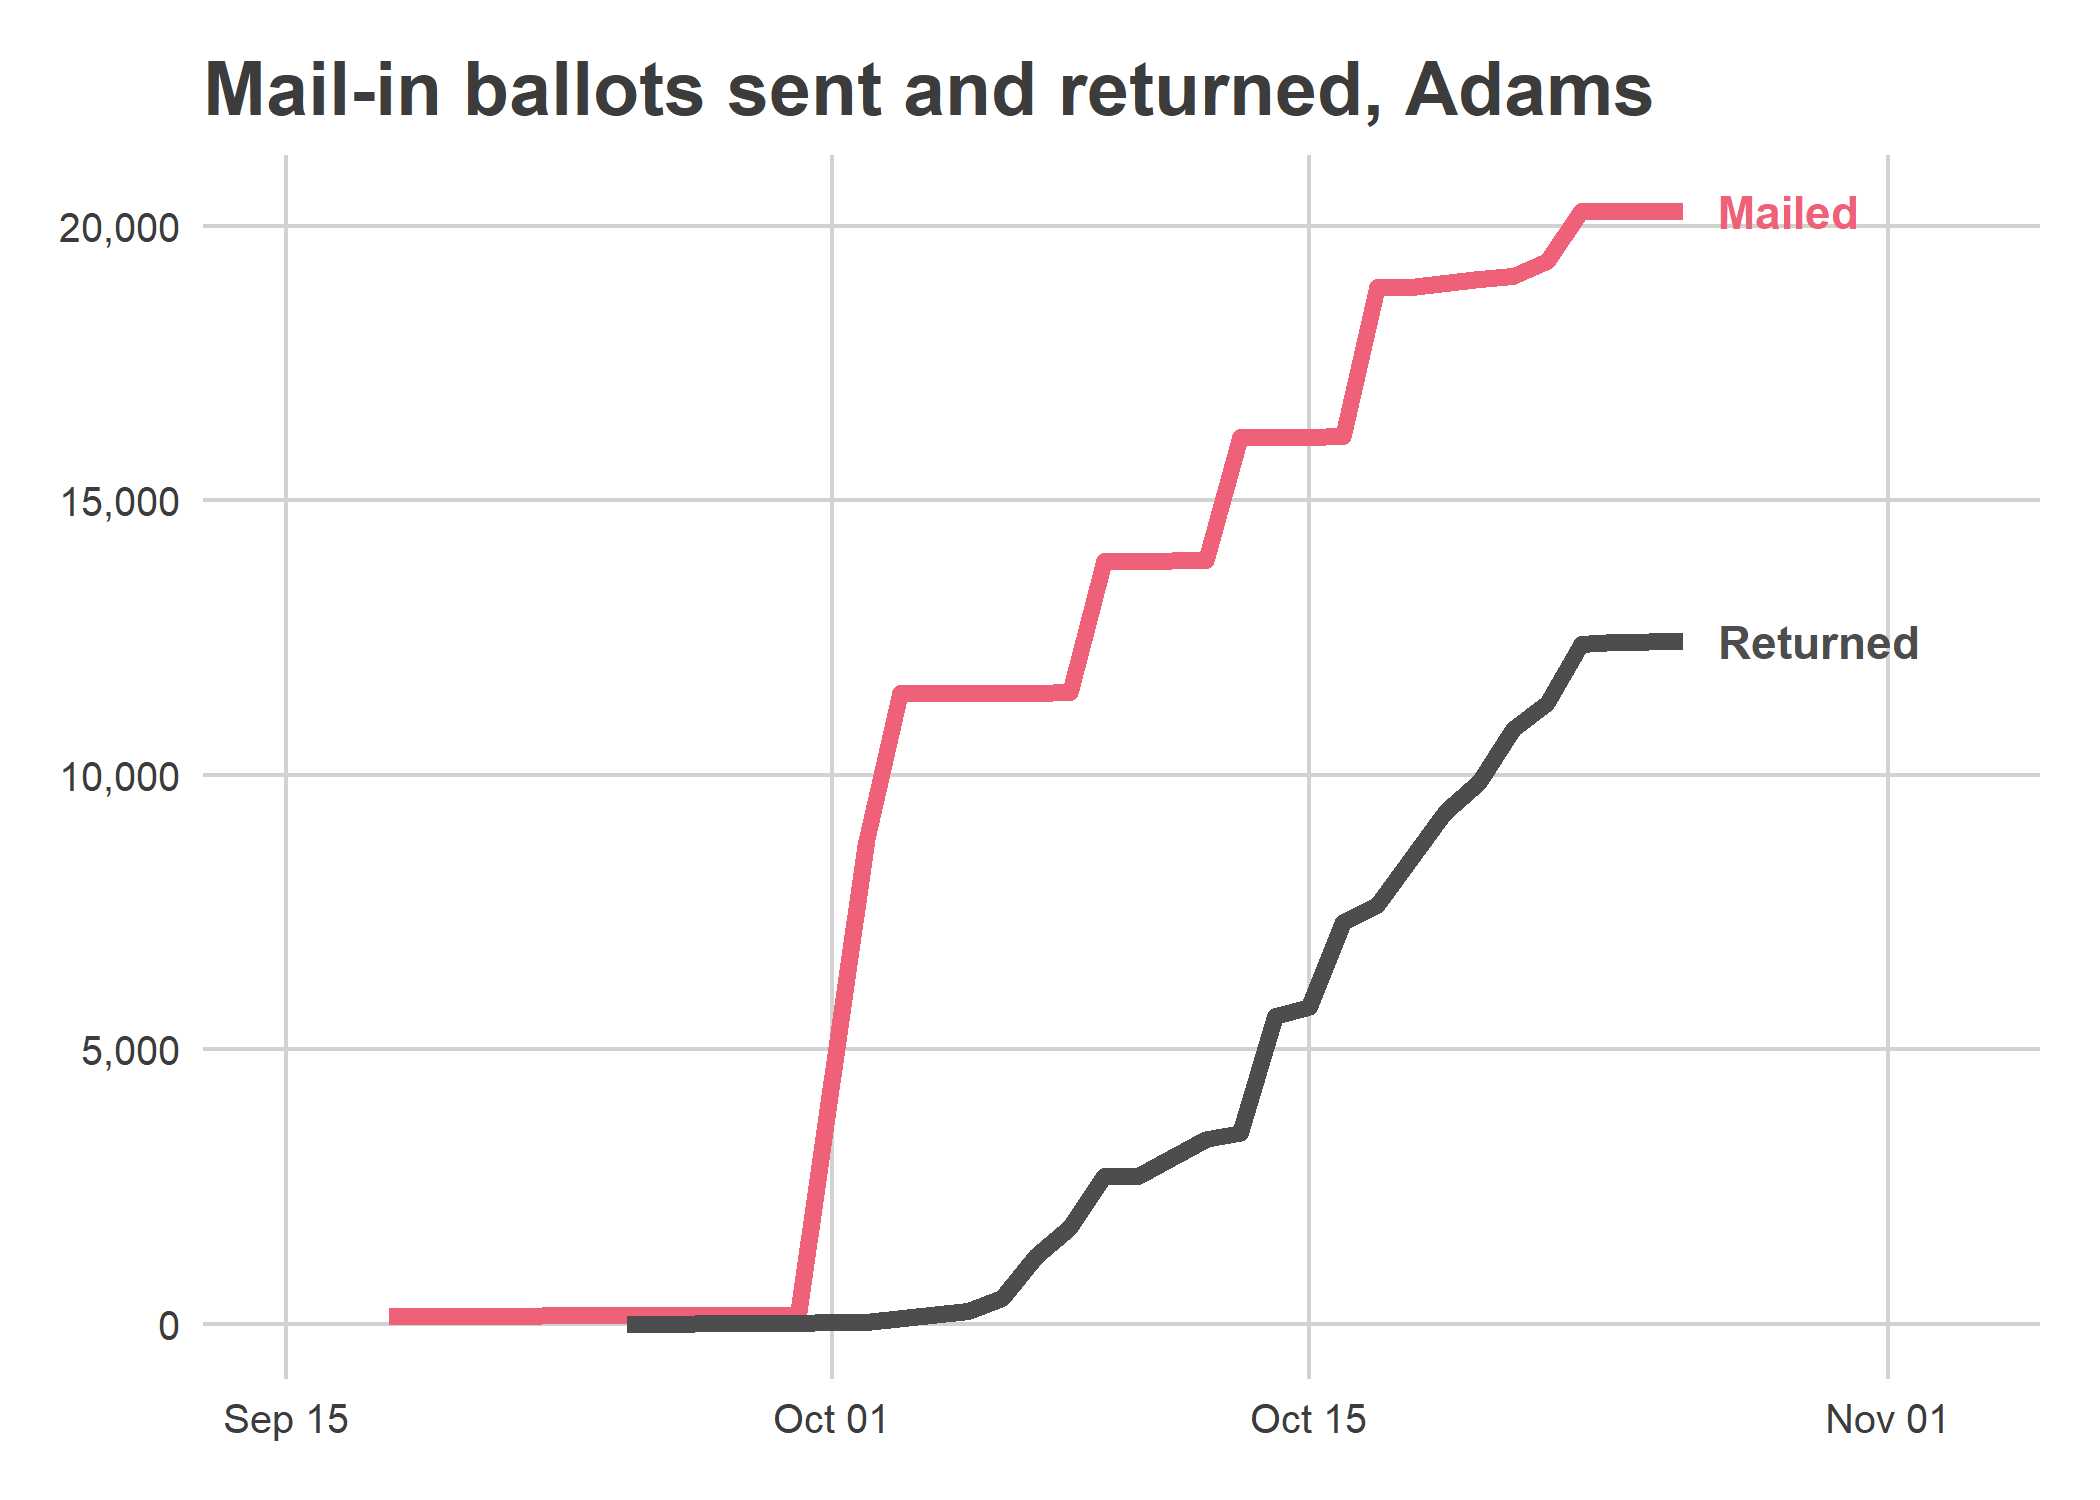 Mail-in ballots sent and returned, Adams
20,000
15,000
10,000
5,000
0
Mailed
Returned
Sep 15
Oct 01
Oct 15
Nov 01